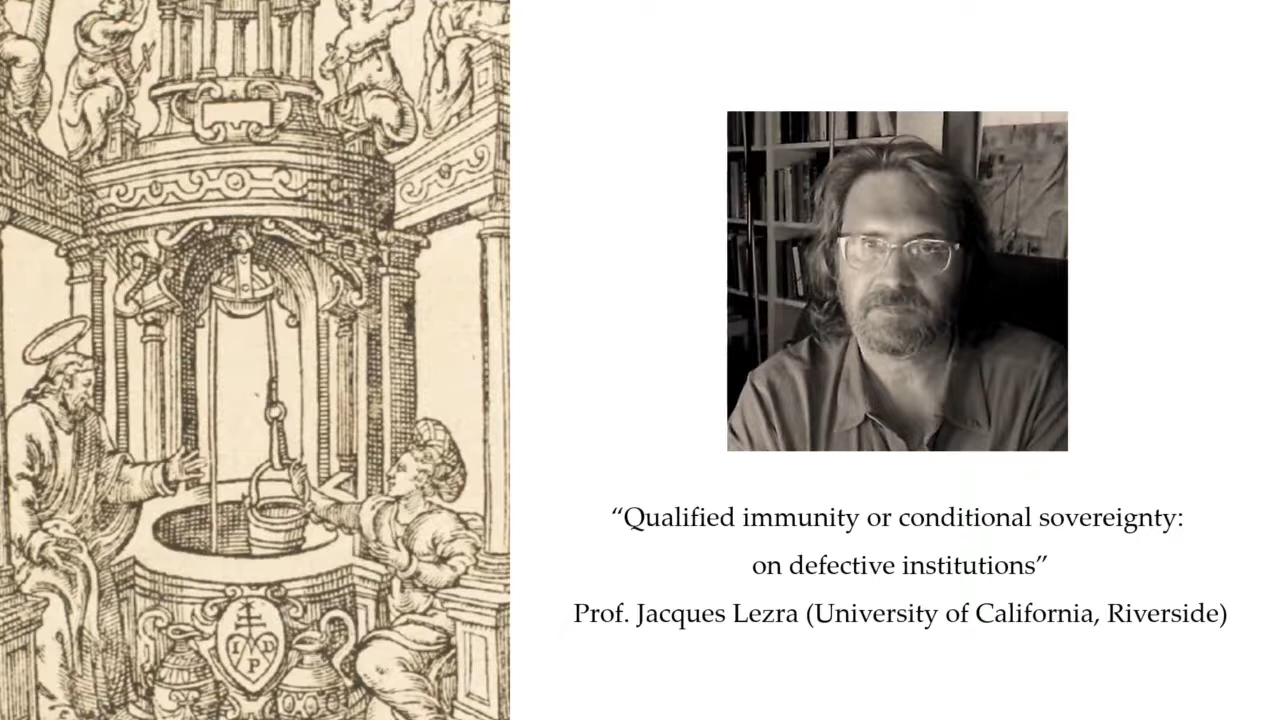 “Qualified immunity or conditional sovereignty:
on defective institutions”
Prof. Jacques Lezra (University of California, Riverside)
I D
P